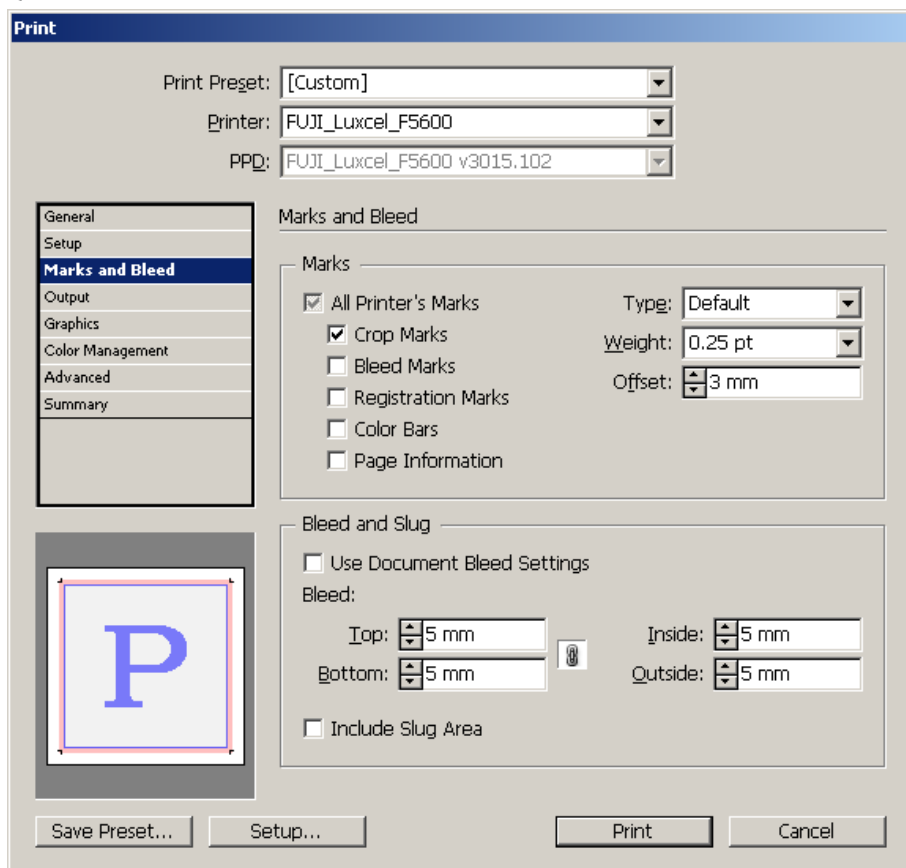 Print
Print Preset: [Custom]
Printer: FUJI_Luxcel_F5600
PPD: FUJI_Luxcel_F5600 v3015.102
General
Setup
Marks and Bleed
Output
Graphics
Color Management
Advanced
Summary
Marks and Bleed
Marks
All Printer's Marks
Crop Marks
Bleed Marks
Registration Marks
Color Bars
Page Information
Type: Default
Weight: 0.25 pt
Offset: 3 mm
Bleed and Slug
Use Document Bleed Settings
Bleed:
Top: 5 mm
Bottom: 5 mm
Inside: 5 mm
Outside: 5 mm
Include Slug Area
P
Save Preset...
Setup...
Print
Cancel